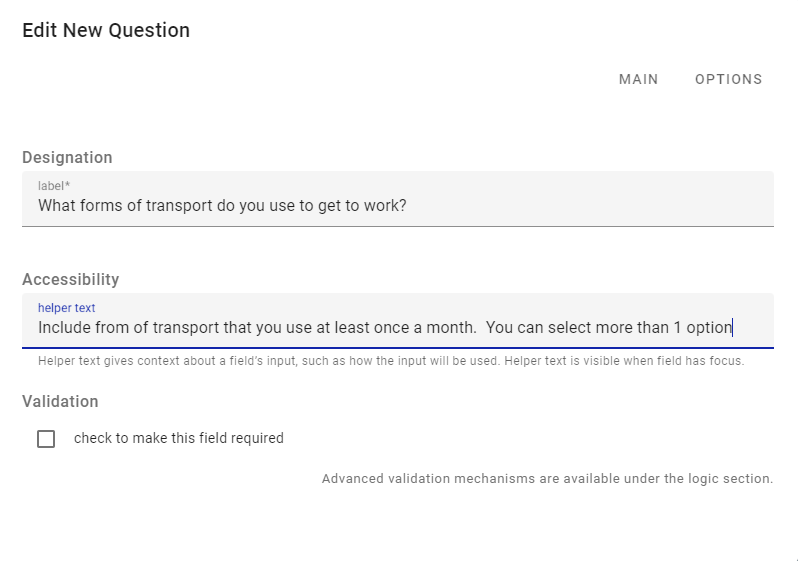 Edit New Question
MAIN OPTIONS
Designation
label*
What forms of transport do you use to get to work?
Accessibility
helper text
Include from of transport that you use at least once a month.  You can select more than 1 option
Helper text gives context about a field's input, such as how the input will be used. Helper text is visible when field has focus.
Validation
check to make this field required
Advanced validation mechanisms are available under the logic section.